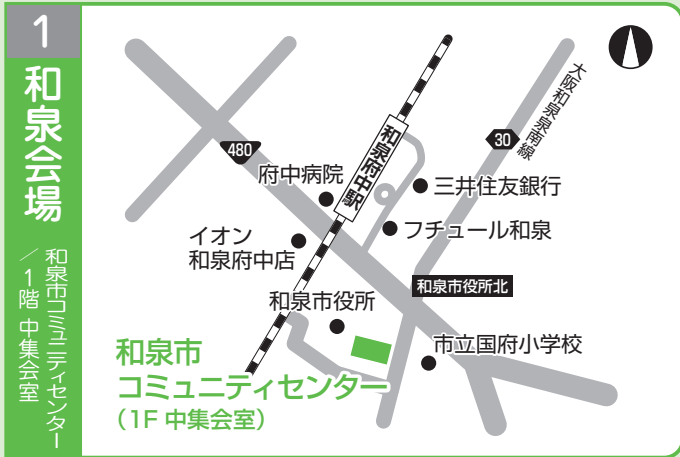 1
和泉会場
和泉市コミュニティセンター
／1階 中集会室
480
府中病院
和泉府中駅
30
大阪和泉泉南線
三井住友銀行
フチュール和泉
イオン
和泉府中店
和泉市役所北
和泉市役所
市立国府小学校
和泉市
コミュニティセンター
(1F 中集会室)